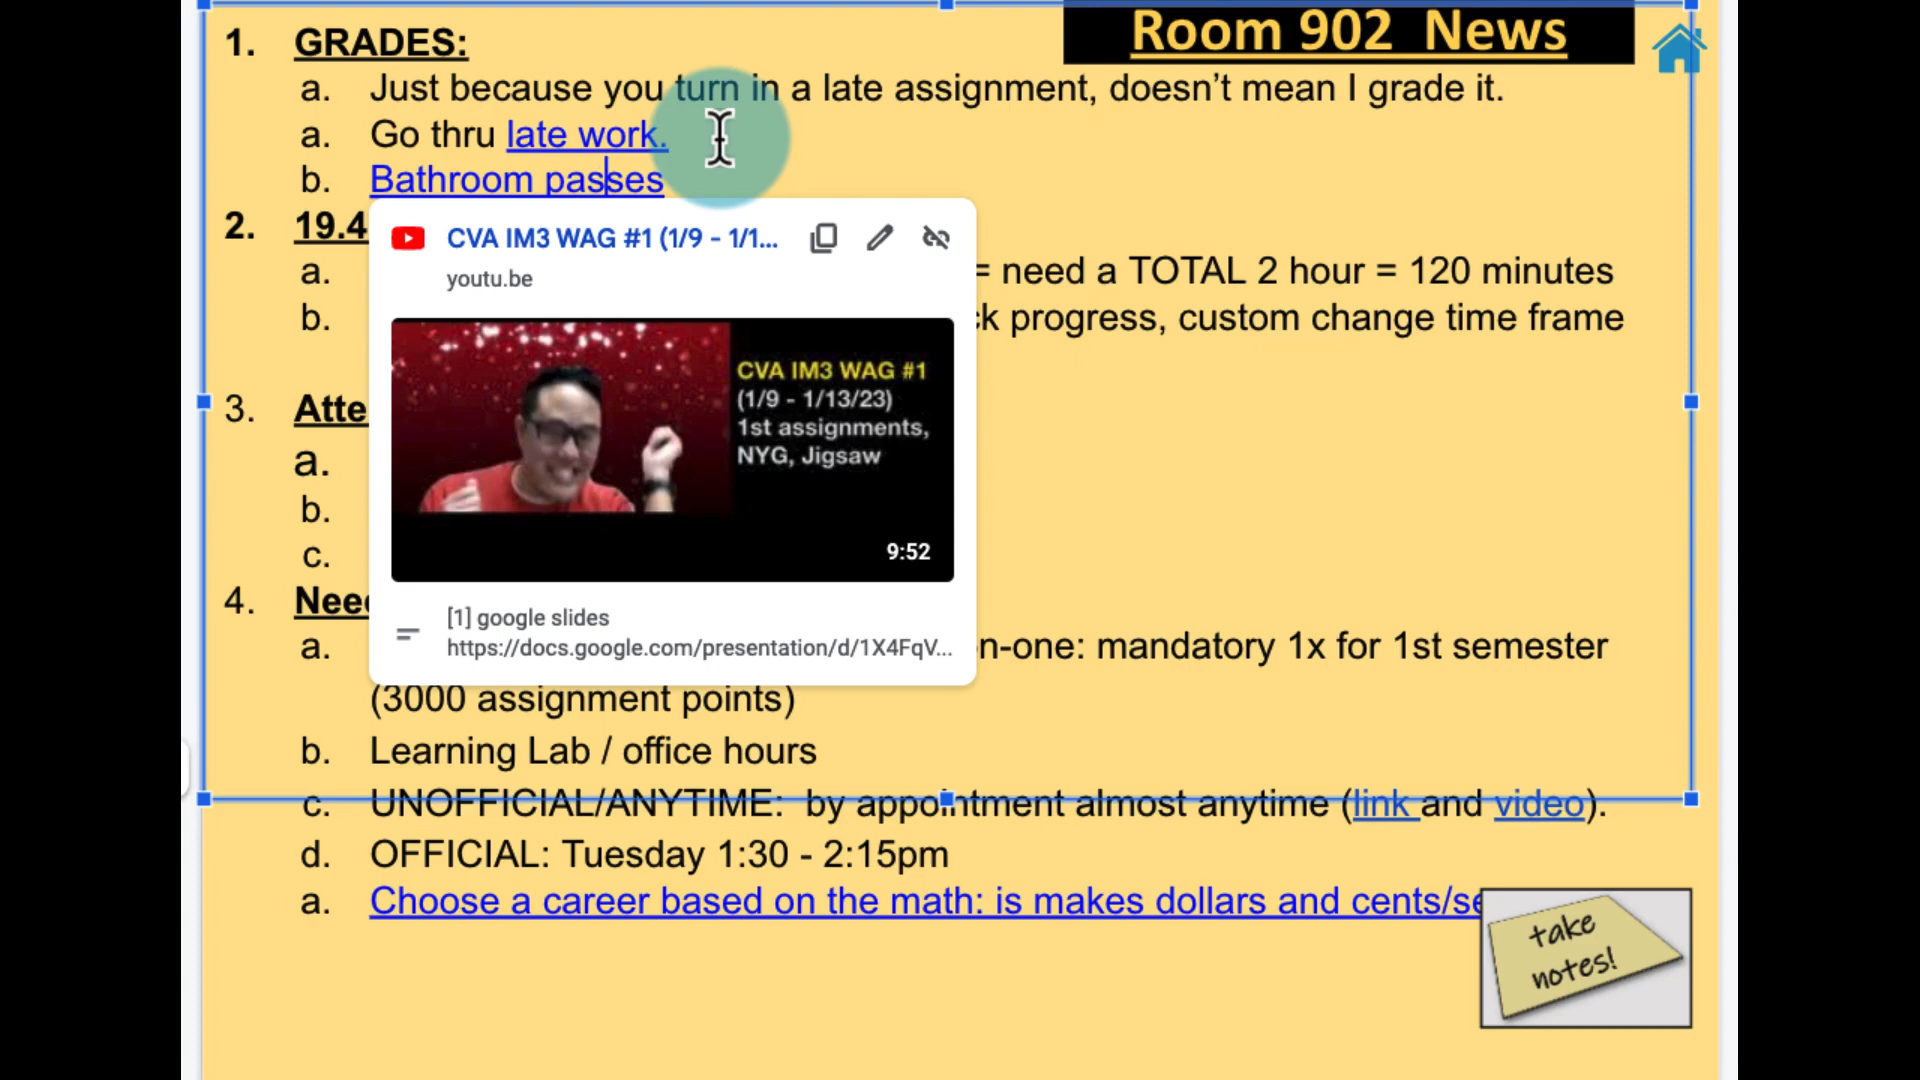 Room 902 News
1. GRADES:
a. Just because you turn in a late assignment, doesn't mean I grade it.
a. Go thru late work.
b. Bathroom passes
2. 19.4
CVA IM3 WAG #1 (1/9 - 1/1...
youtu.be
a. = need a TOTAL 2 hour = 120 minutes
b. k progress, custom change time frame
CVA IM3 WAG #1
(1/9 - 1/13/23)
1st assignments,
NYG, Jigsaw
9:52
3. Atte
a.
b.
c.
4. Nee
[1] google slides
https://docs.google.com/presentation/d/1X4FqV...
a. n-one: mandatory 1x for 1st semester
(3000 assignment points)
b. Learning Lab / office hours
c. UNOFFICIAL/ANYTIME: by appointment almost anytime (link and video).
d. OFFICIAL: Tuesday 1:30 - 2:15pm
a. Choose a career based on the math: is makes dollars and cents/se
take
notes!